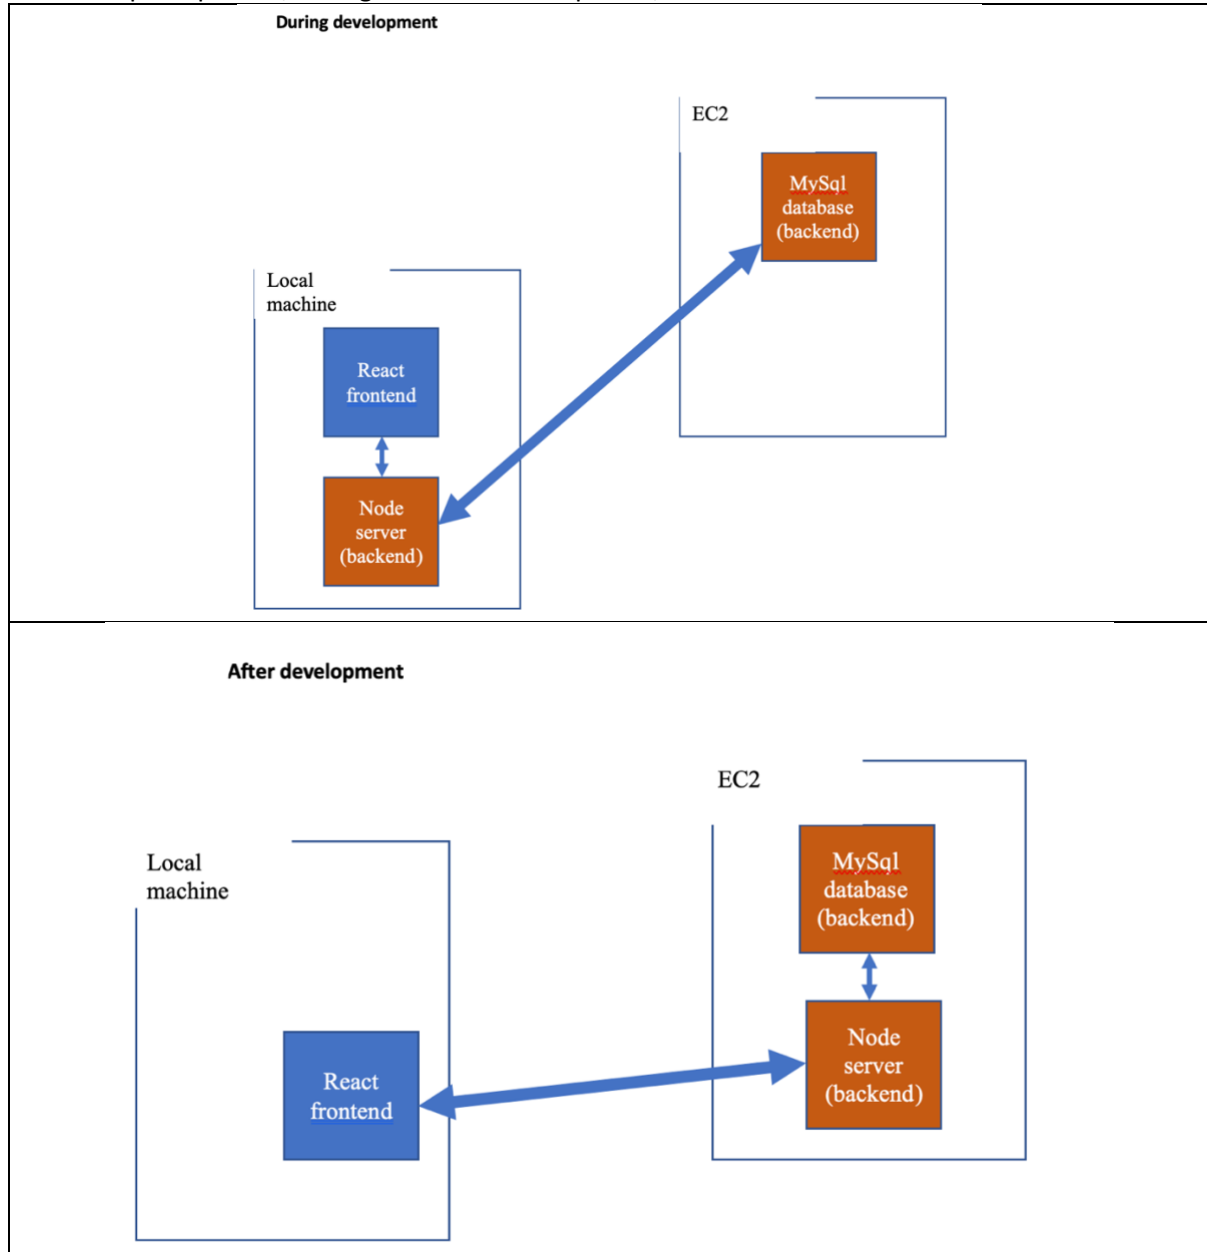 During development
EC2
MySql
database
(backend)
Local
machine
React
frontend
Node
server
(backend)
After development
EC2
MySql
database
(backend)
Local
machine
Node
server
(backend)
React
frontend